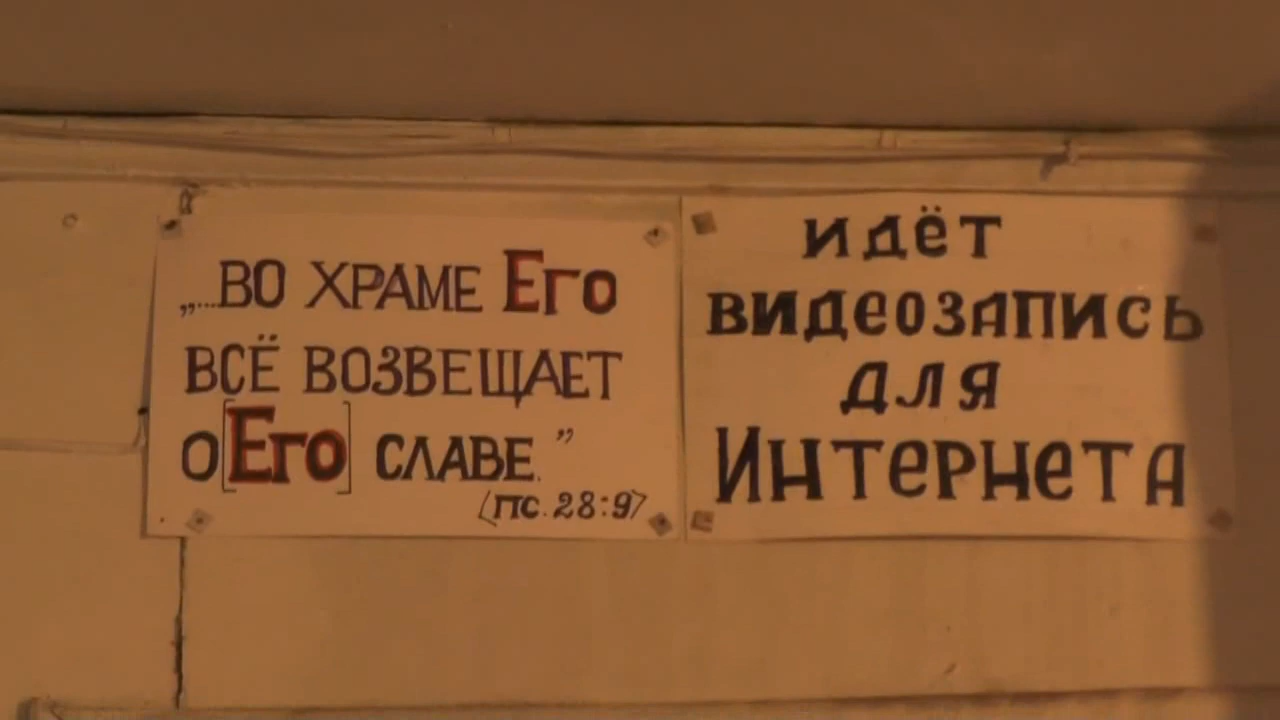 „...ВО ХРАМЕ ЕГО
ВСЁ ВОЗВЕЩАЕТ
О [ЕГО] СЛАВЕ.”
(ПС. 28:9)
ИДЁТ
ВИДЕОЗАПИСЬ
ДЛЯ
ИНТЕРНЕТА